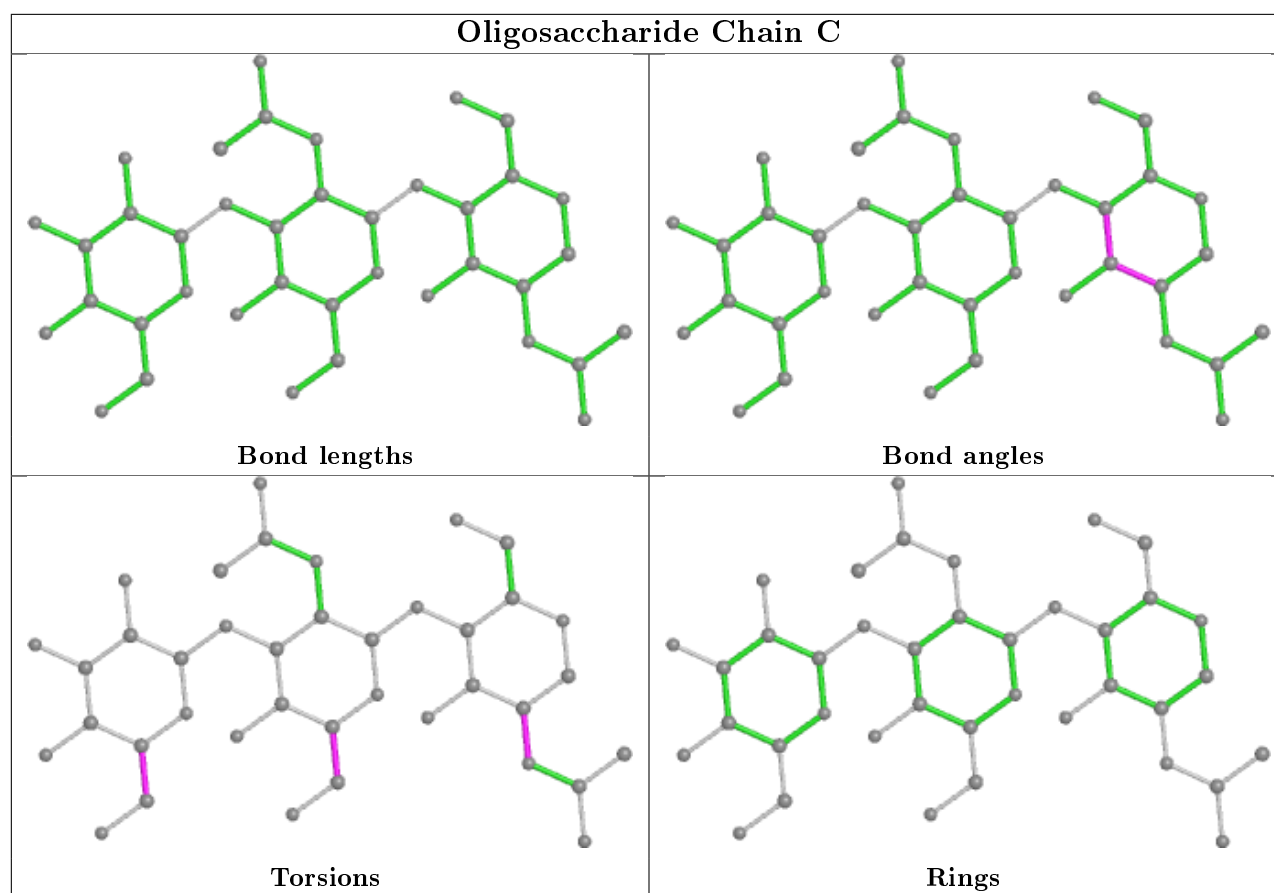 Oligosaccharide Chain C
Bond lengths
Bond angles
Torsions
Rings